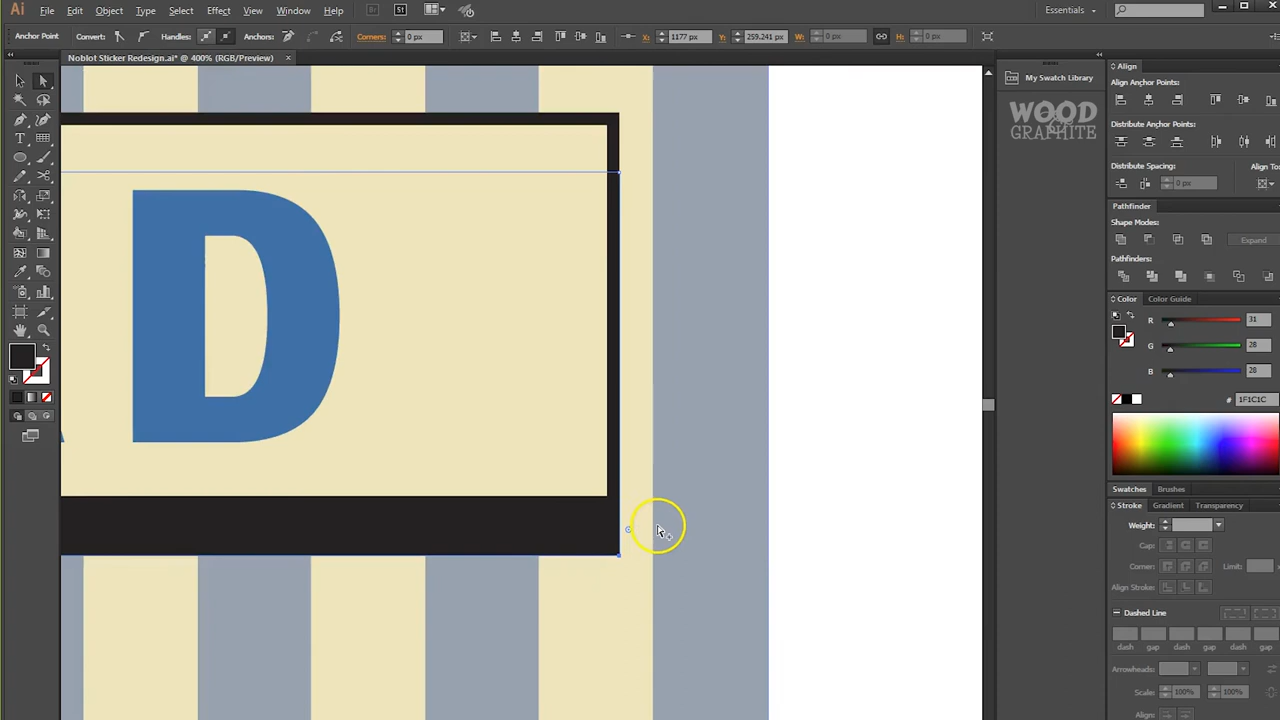 Ai File Edit Object Type Select Effect View Window Help Br St Essentials
Anchor Point Convert: Handles: Anchors: Corners: 0 px X: 1177 px Y: 259.241 px W: 0 px H: 0 px
Noblot Sticker Redesign.ai* @ 400% (RGB/Preview) ×
My Swatch Library
WOOD
GRAPHITE
D
Align
Align Anchor Points:
Distribute Anchor Points:
Distribute Spacing: Align To:
0 px
Pathfinder
Shape Modes:
Expand
Pathfinders:
Color Color Guide
R 31
G 28
B 28
# 1F1C1C
Swatches Brushes
Stroke Gradient Transparency
Weight:
Cap:
Corner: Limit:
Align Stroke:
Dashed Line
dash gap dash gap dash gap
Arrowheads:
Scale: 100% 100%
Align: